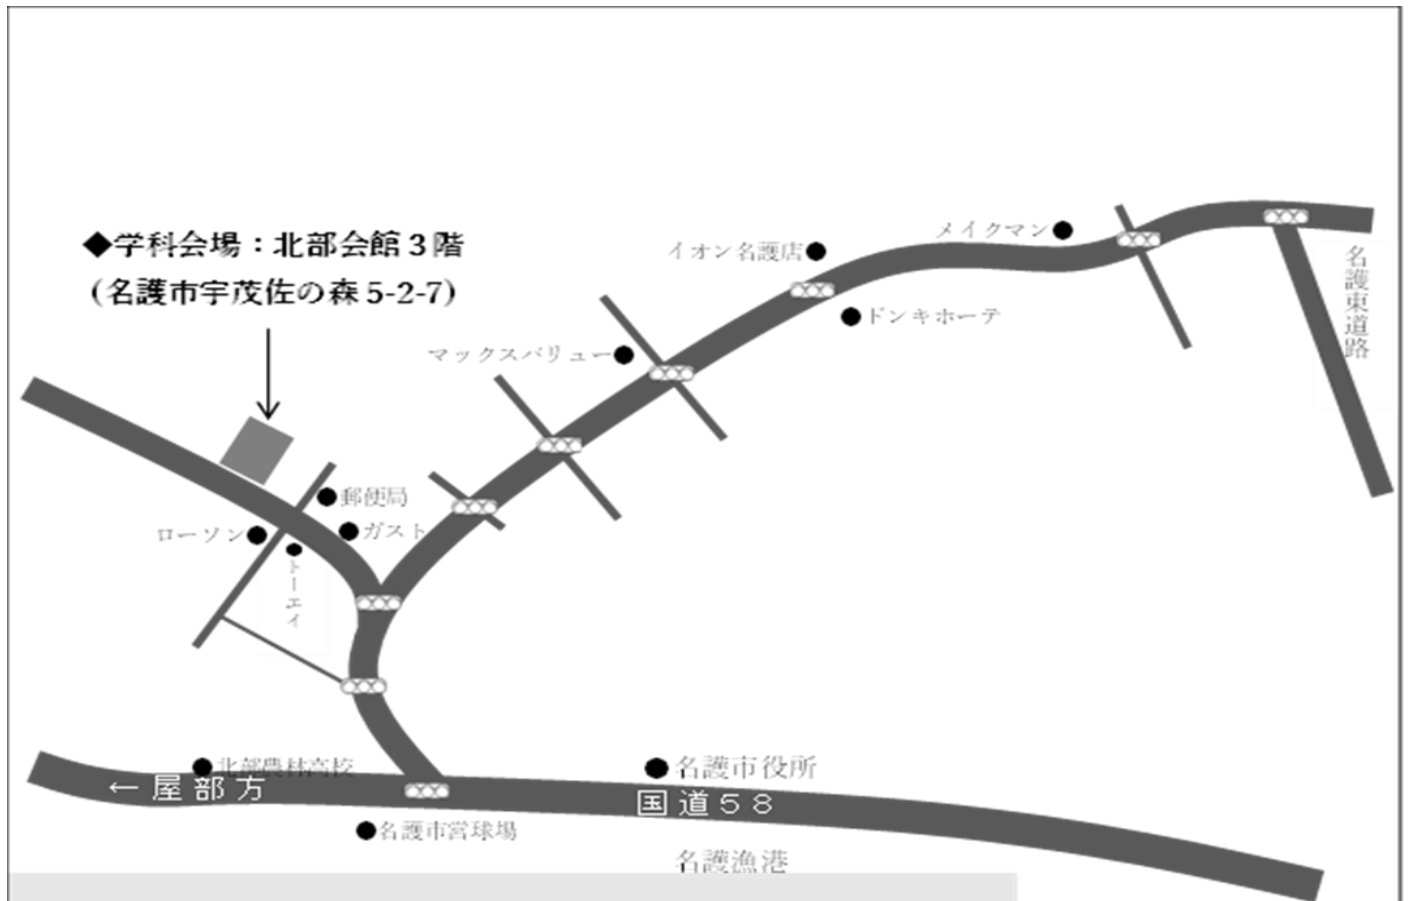 ◆学科会場：北部会館３階
(名護市宇茂佐の森5-2-7)
メイクマン
イオン名護店
ドンキホーテ
名護東道路
マックスバリュー
郵便局
ガスト
ローソン
トーエイ
北部農林高校
←屋部方
名護市役所
国道５８
名護市営球場
名護漁港